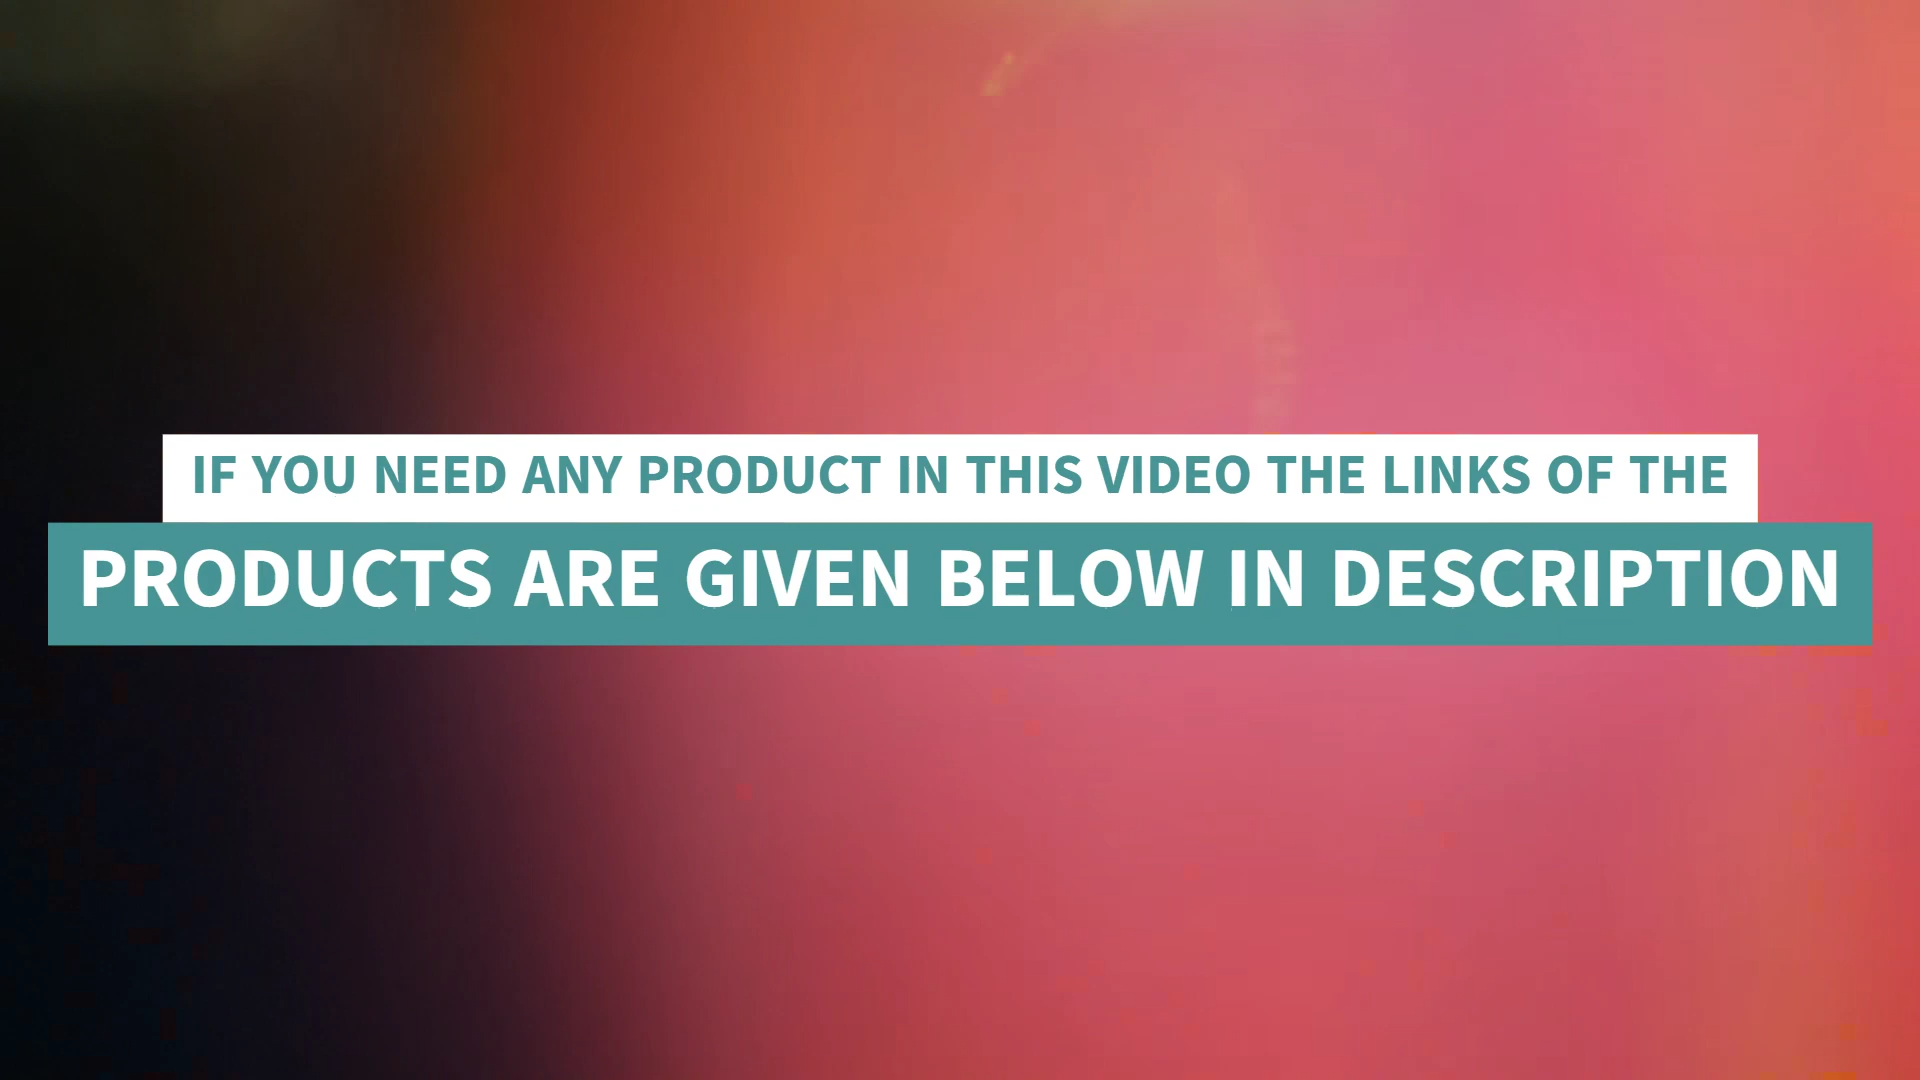 IF YOU NEED ANY PRODUCT IN THIS VIDEO THE LINKS OF THE
PRODUCTS ARE GIVEN BELOW IN DESCRIPTION